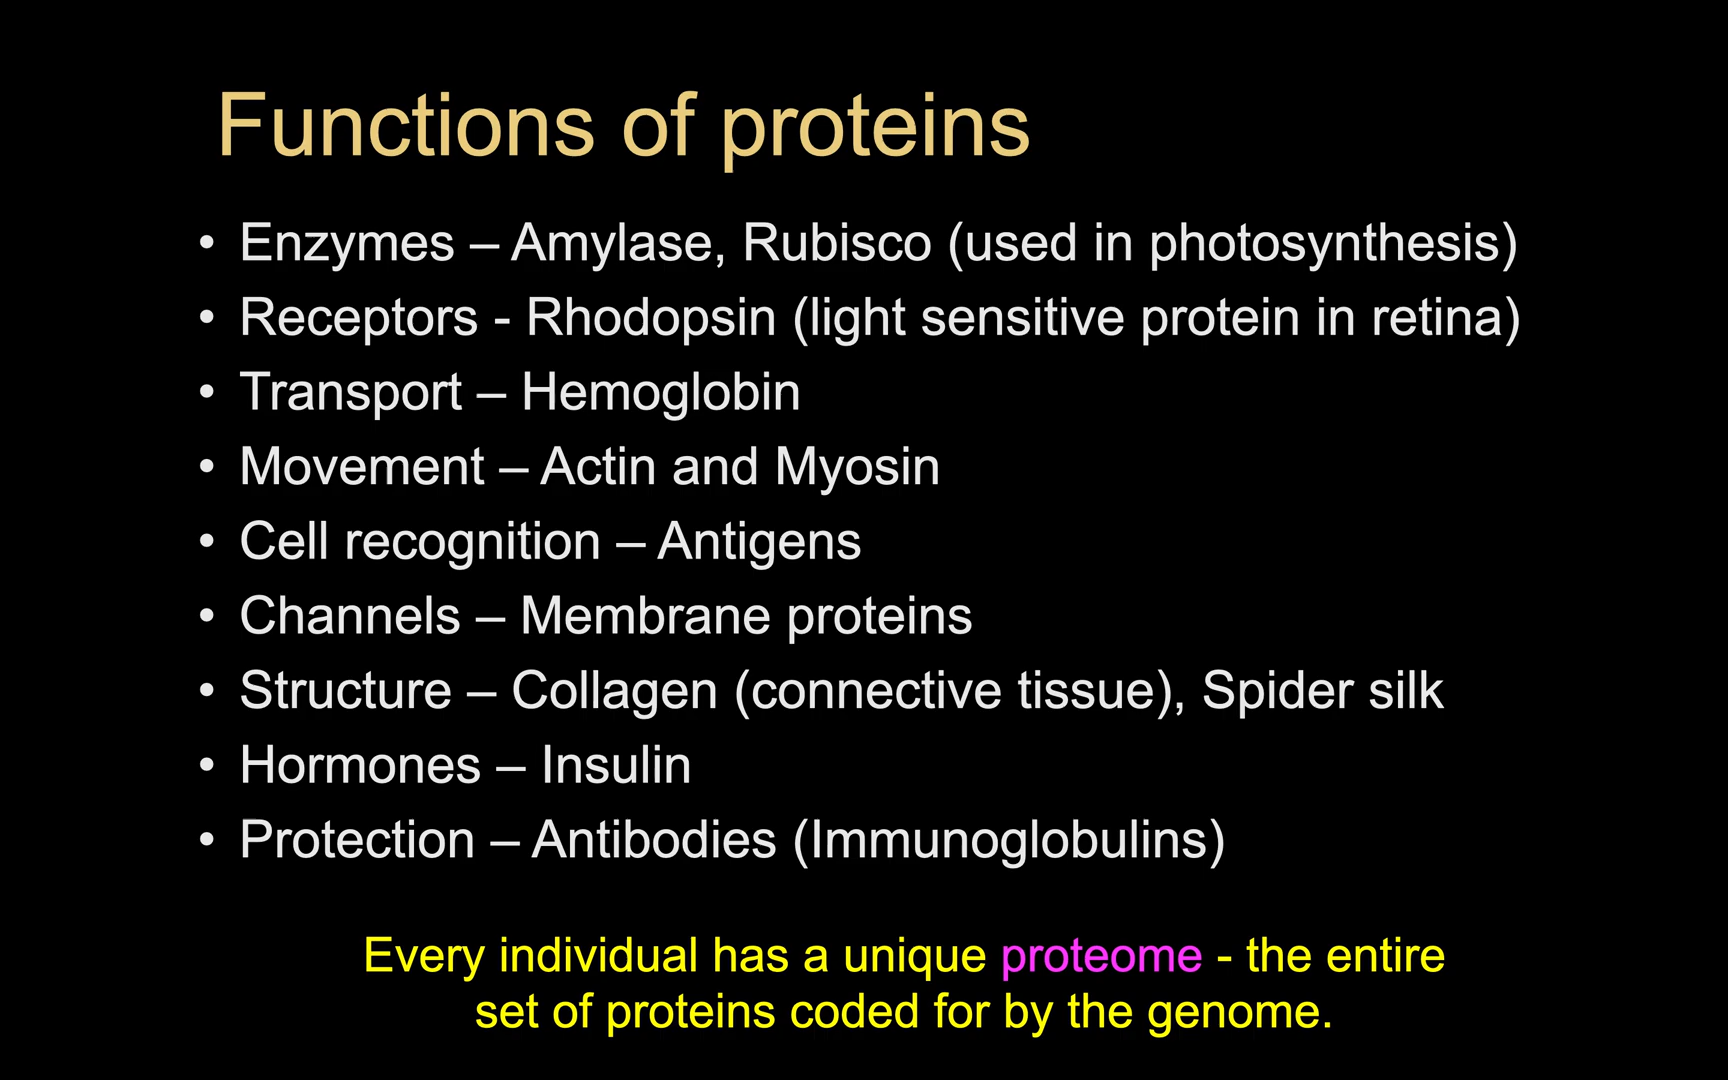 Functions of proteins
• Enzymes – Amylase, Rubisco (used in photosynthesis)
• Receptors - Rhodopsin (light sensitive protein in retina)
• Transport – Hemoglobin
• Movement – Actin and Myosin
• Cell recognition – Antigens
• Channels – Membrane proteins
• Structure – Collagen (connective tissue), Spider silk
• Hormones – Insulin
• Protection – Antibodies (Immunoglobulins)
Every individual has a unique proteome - the entire
set of proteins coded for by the genome.